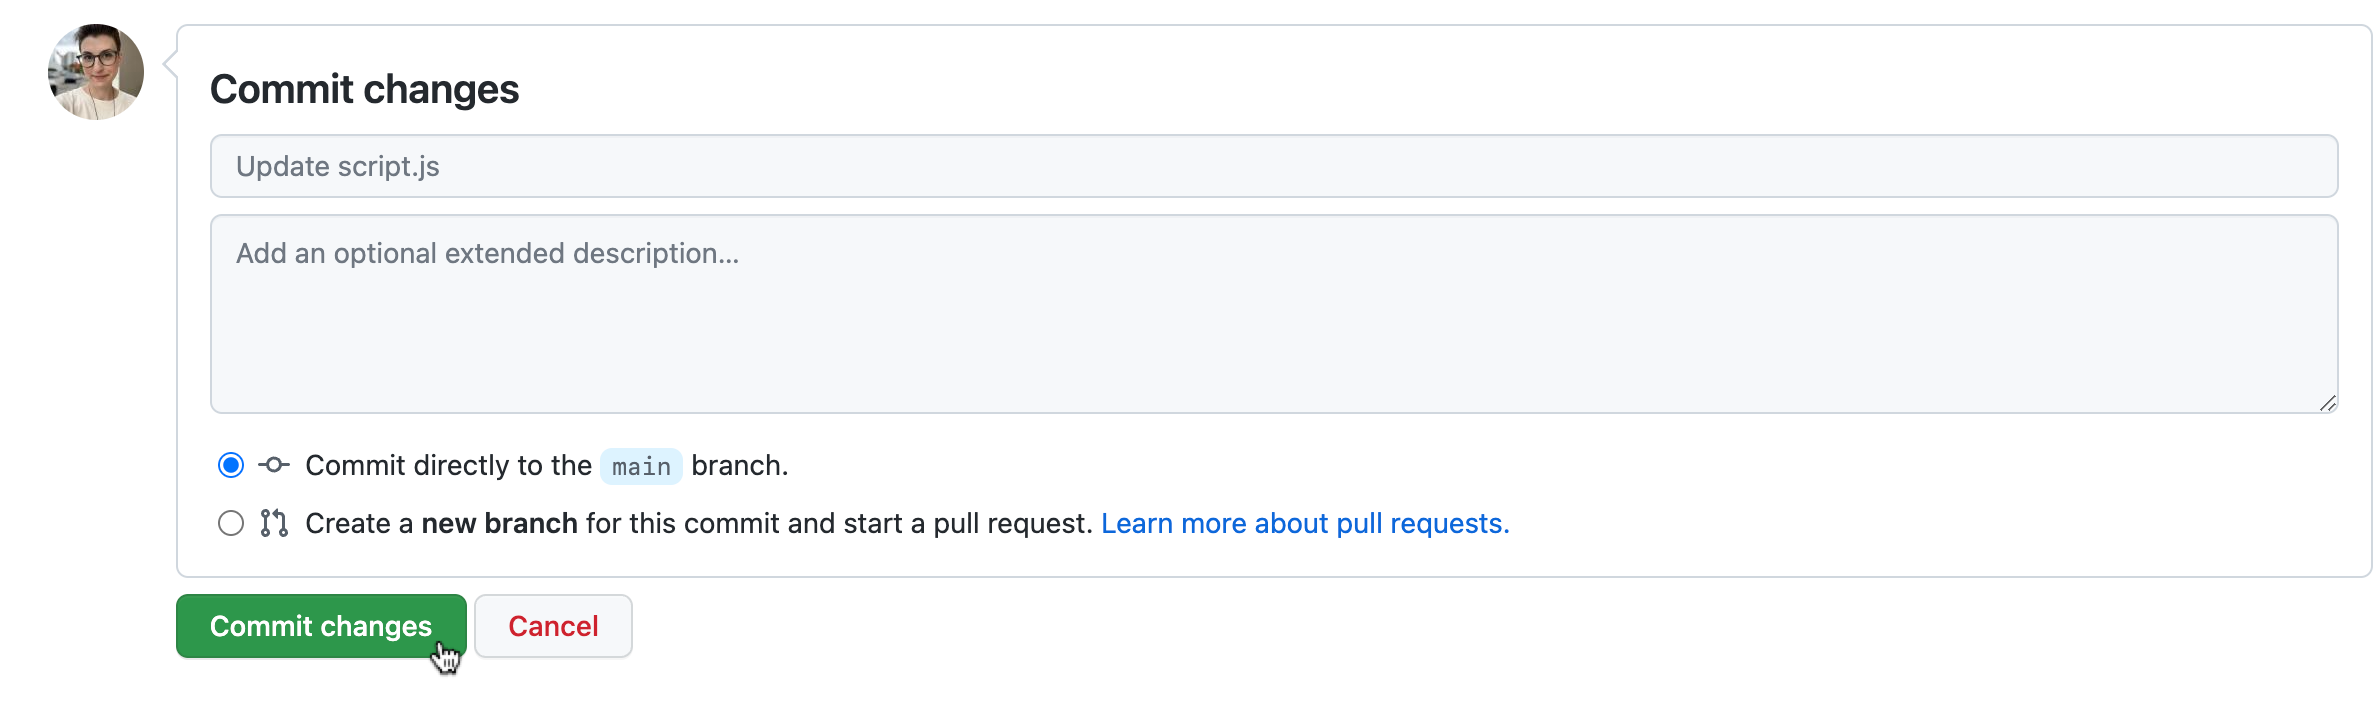 Commit changes
Update script.js
Add an optional extended description...
Commit directly to the main branch.
Create a new branch for this commit and start a pull request. Learn more about pull requests.
Commit changes
Cancel